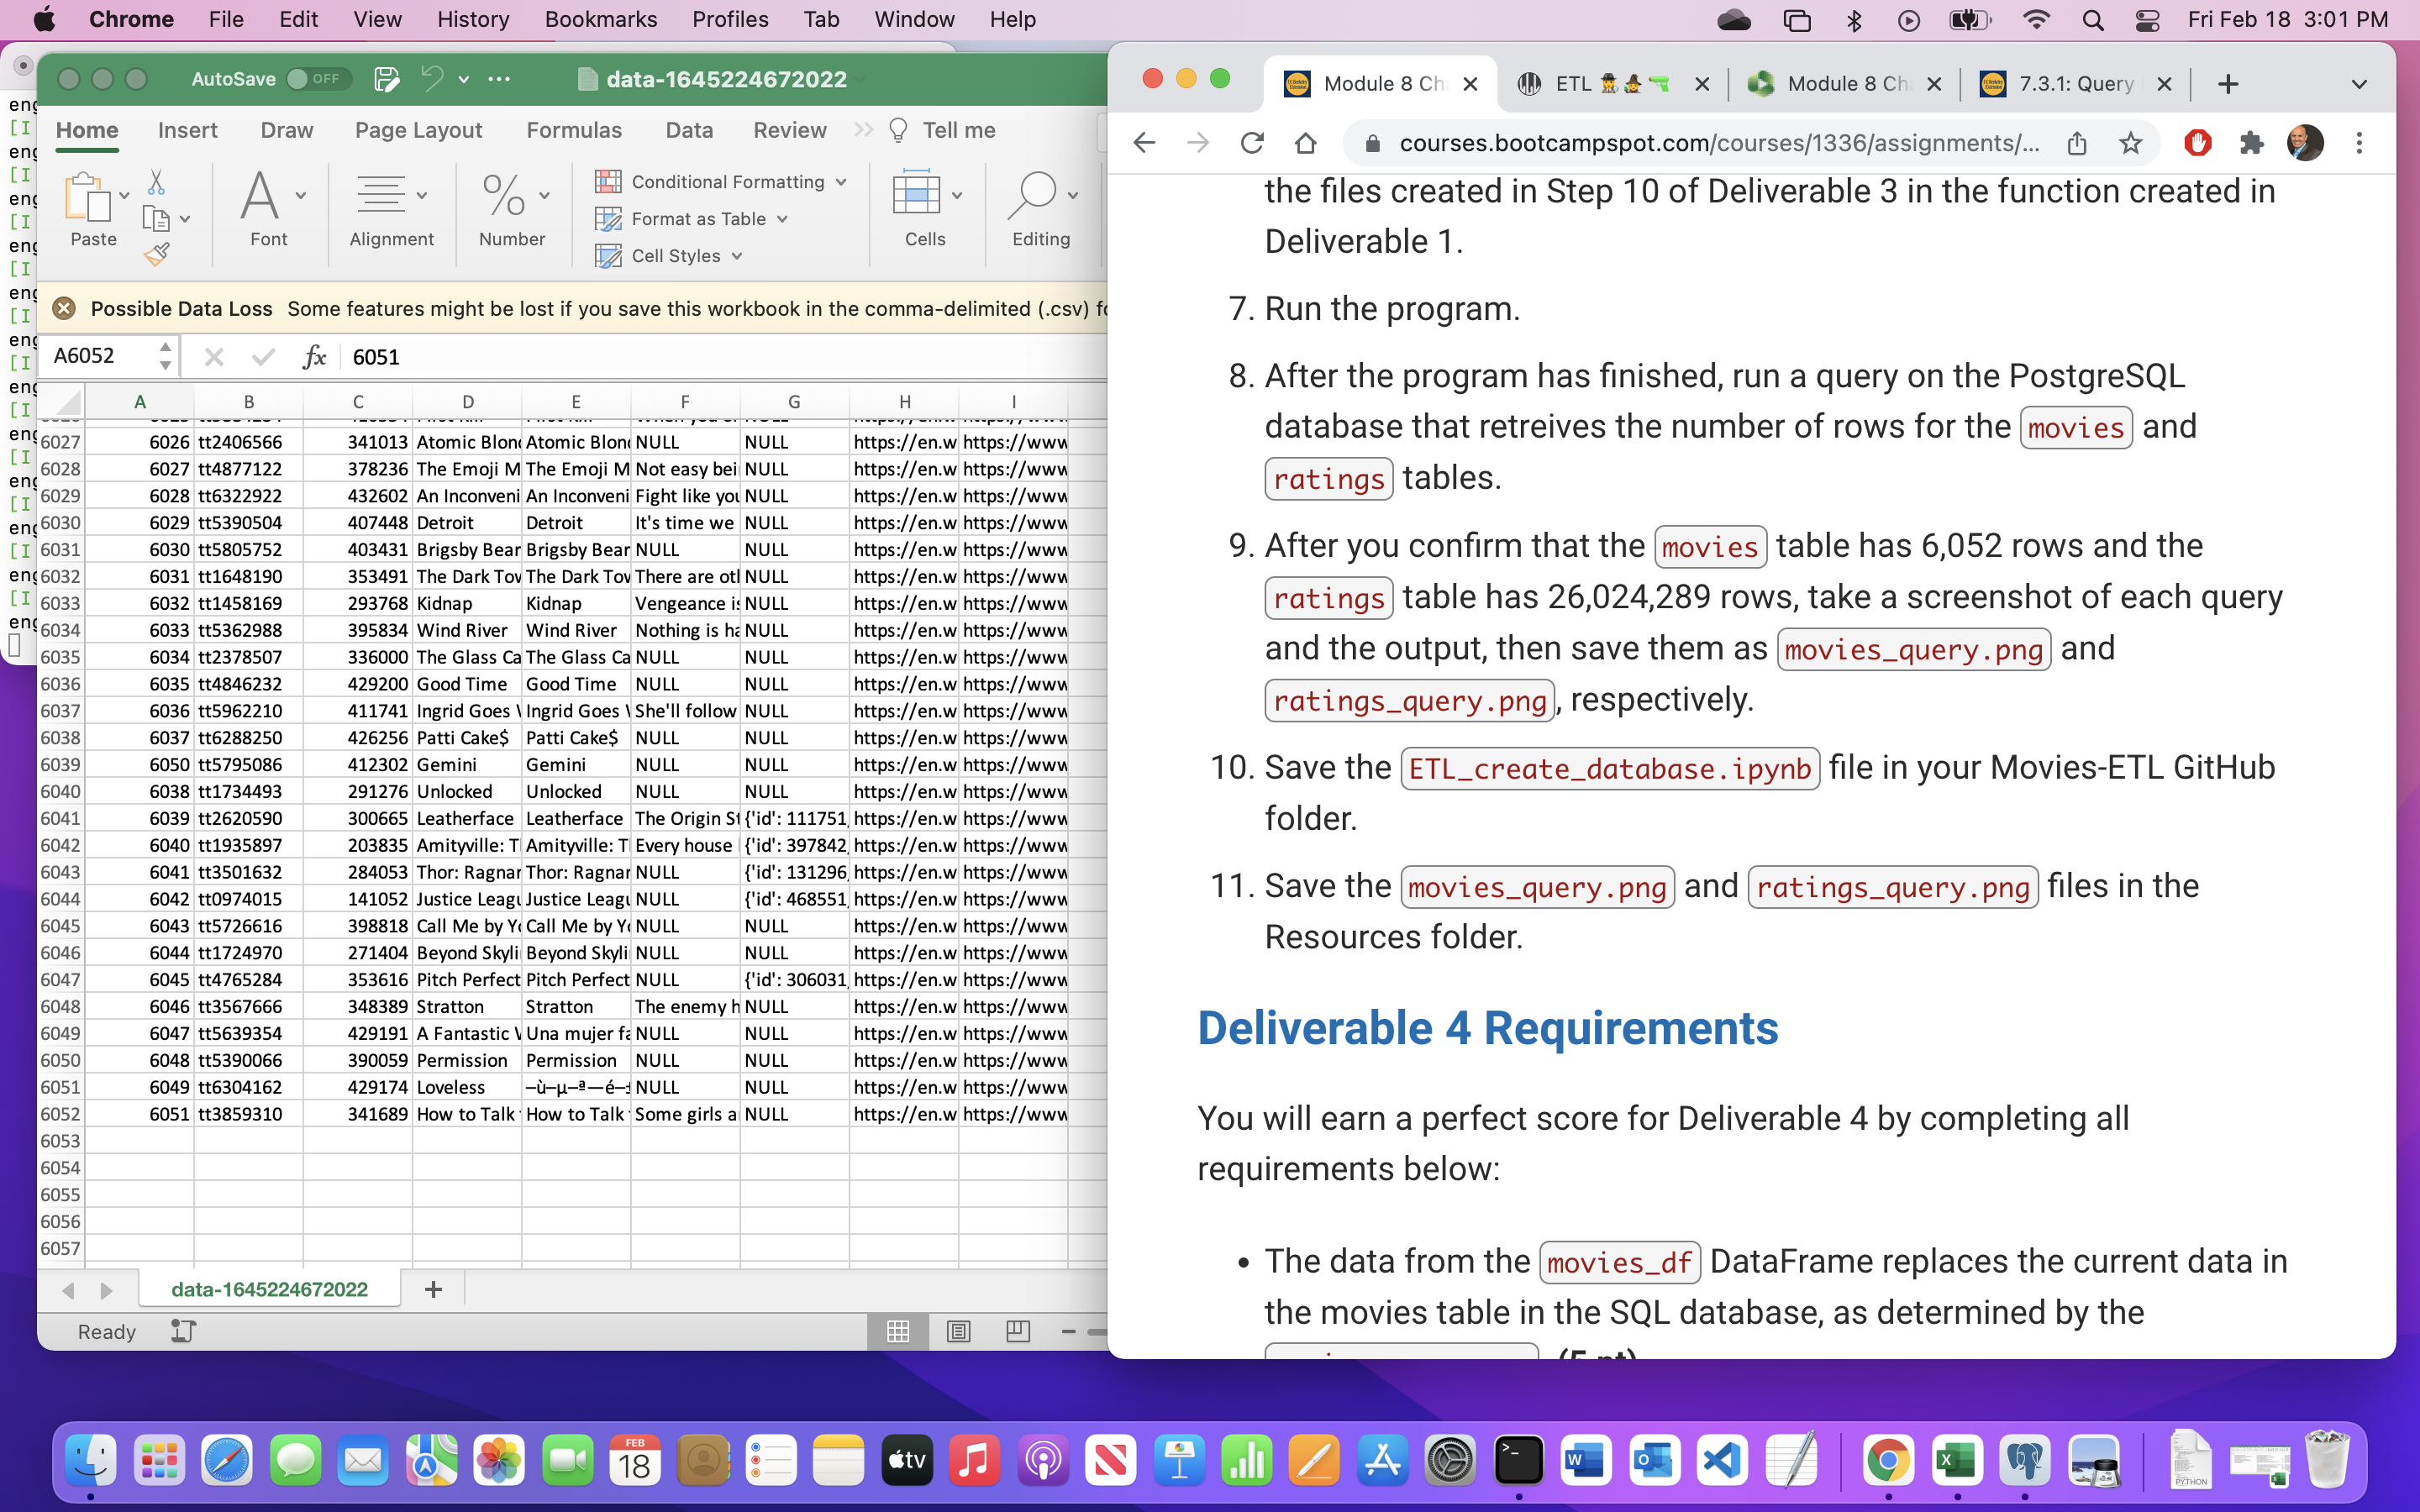 Chrome File Edit View History Bookmarks Profiles Tab Window Help Fri Feb 18 3:01 PM
AutoSave OFF data-1645224672022
Home Insert Draw Page Layout Formulas Data Review Tell me
Paste Font Alignment Number Conditional Formatting Format as Table Cell Styles Cells Editing
Possible Data Loss Some features might be lost if you save this workbook in the comma-delimited (.csv) fo
A6052 fx 6051
A B C D E F G H I
6027 6026 tt2406566 341013 Atomic Blon Atomic Blon NULL NULL https://en.w https://www
6028 6027 tt4877122 378236 The Emoji M The Emoji M Not easy bei NULL https://en.w https://www
6029 6028 tt6322922 432602 An Inconveni An Inconveni Fight like you NULL https://en.w https://www
6030 6029 tt5390504 407448 Detroit Detroit It's time we NULL https://en.w https://www
6031 6030 tt5805752 403431 Brigsby Bear Brigsby Bear NULL NULL https://en.w https://www
6032 6031 tt1648190 353491 The Dark Tow The Dark Tow There are oth NULL https://en.w https://www
6033 6032 tt1458169 293768 Kidnap Kidnap Vengeance is NULL https://en.w https://www
6034 6033 tt5362988 395834 Wind River Wind River Nothing is ha NULL https://en.w https://www
6035 6034 tt2378507 336000 The Glass Ca The Glass Ca NULL NULL https://en.w https://www
6036 6035 tt4846232 429200 Good Time Good Time NULL NULL https://en.w https://www
6037 6036 tt5962210 411741 Ingrid Goes W Ingrid Goes W She'll follow NULL https://en.w https://www
6038 6037 tt6288250 426256 Patti Cake$ Patti Cake$ NULL NULL https://en.w https://www
6039 6050 tt5795086 412302 Gemini Gemini NULL NULL https://en.w https://www
6040 6038 tt1734493 291276 Unlocked Unlocked NULL NULL https://en.w https://www
6041 6039 tt2620590 300665 Leatherface Leatherface The Origin St {'id': 111751, https://en.w https://www
6042 6040 tt1935897 203835 Amityville: T Amityville: T Every house {'id': 397842, https://en.w https://www
6043 6041 tt3501632 284053 Thor: Ragnar Thor: Ragnar NULL {'id': 131296, https://en.w https://www
6044 6042 tt0974015 141052 Justice Leagu Justice Leagu NULL {'id': 468551, https://en.w https://www
6045 6043 tt5726616 398818 Call Me by Yo Call Me by Yo NULL NULL https://en.w https://www
6046 6044 tt1724970 271404 Beyond Skyli Beyond Skyli NULL NULL https://en.w https://www
6047 6045 tt4765284 353616 Pitch Perfect Pitch Perfect NULL {'id': 306031, https://en.w https://www
6048 6046 tt3567666 348389 Stratton Stratton The enemy h NULL https://en.w https://www
6049 6047 tt5639354 429191 A Fantastic W Una mujer fa NULL NULL https://en.w https://www
6050 6048 tt5390066 390059 Permission Permission NULL NULL https://en.w https://www
6051 6049 tt6304162 429174 Loveless NULL NULL https://en.w https://www
6052 6051 tt3859310 341689 How to Talk How to Talk Some girls a NULL https://en.w https://www
6053
6054
6055
6056
6057
data-1645224672022
Ready
Module 8 Ch ETL Module 8 Ch 7.3.1: Query
courses.bootcampspot.com/courses/1336/assignments/...
the files created in Step 10 of Deliverable 3 in the function created in
Deliverable 1.
7. Run the program.
8. After the program has finished, run a query on the PostgreSQL
database that retreives the number of rows for the movies and
ratings tables.
9. After you confirm that the movies table has 6,052 rows and the
ratings table has 26,024,289 rows, take a screenshot of each query
and the output, then save them as movies_query.png and
ratings_query.png, respectively.
10. Save the ETL_create_database.ipynb file in your Movies-ETL GitHub
folder.
11. Save the movies_query.png and ratings_query.png files in the
Resources folder.
Deliverable 4 Requirements
You will earn a perfect score for Deliverable 4 by completing all
requirements below:
• The data from the movies_df DataFrame replaces the current data in
the movies table in the SQL database, as determined by the
FEB
18
tv
PYTHON